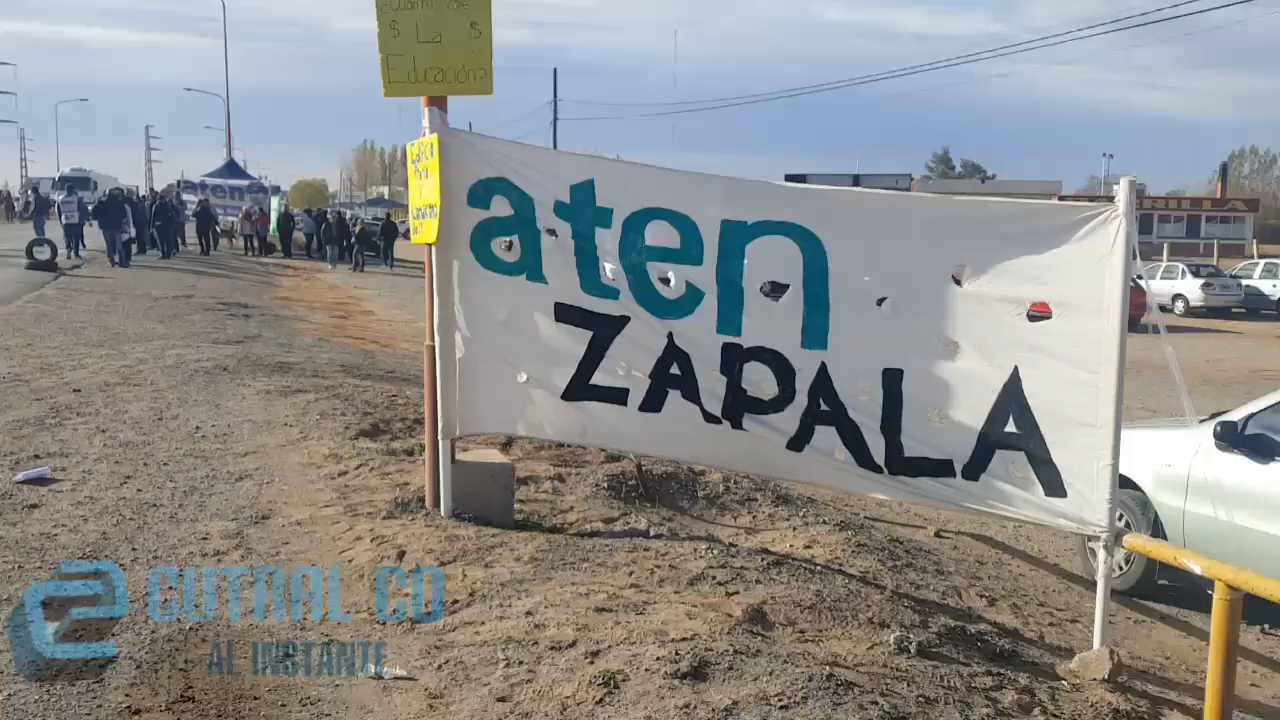 ¿Cuánto vale
$ La $
Educación?
aten
aten
ZAPALA
RILLA
CUTRAL CO
AL INSTANTE